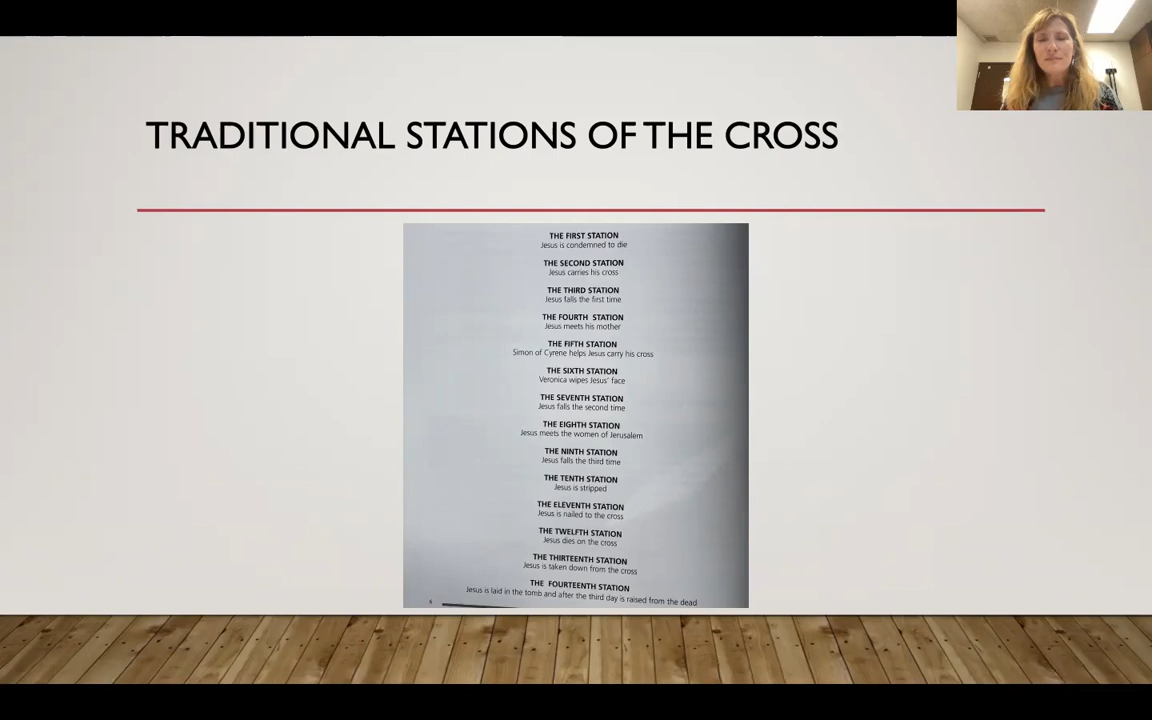 TRADITIONAL STATIONS OF THE CROSS
THE FIRST STATION
Jesus is condemned to die
THE SECOND STATION
Jesus carries his cross
THE THIRD STATION
Jesus falls the first time
THE FOURTH STATION
Jesus meets his mother
THE FIFTH STATION
Simon of Cyrene helps Jesus carry his cross
THE SIXTH STATION
Veronica wipes Jesus' face
THE SEVENTH STATION
Jesus falls the second time
THE EIGHTH STATION
Jesus meets the women of Jerusalem
THE NINTH STATION
Jesus falls the third time
THE TENTH STATION
Jesus is stripped
THE ELEVENTH STATION
Jesus is nailed to the cross
THE TWELFTH STATION
Jesus dies on the cross
THE THIRTEENTH STATION
Jesus is taken down from the cross
THE FOURTEENTH STATION
Jesus is laid in the tomb and after the third day is raised from the dead
6